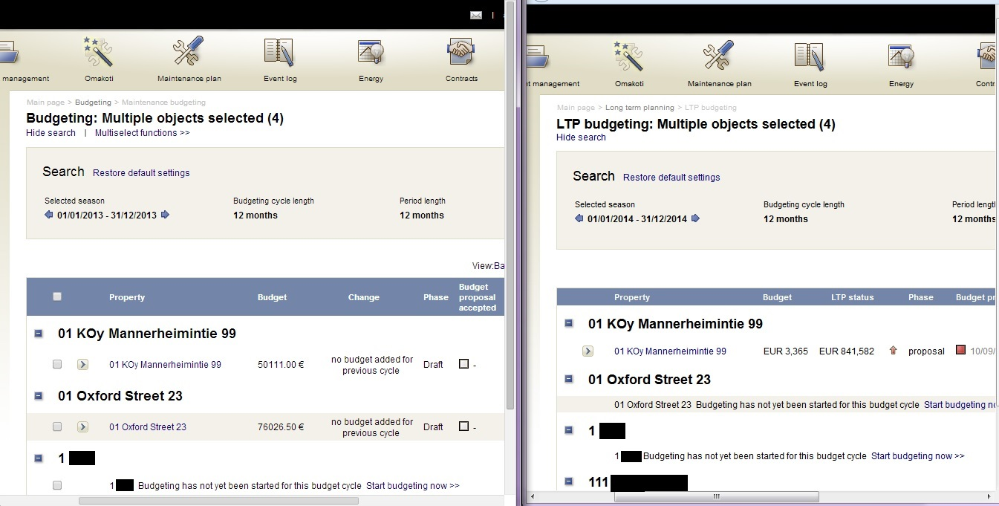 management Omakoti Maintenance plan Event log Energy Contracts
Main page > Budgeting > Maintenance budgeting
Budgeting: Multiple objects selected (4)
Hide search | Multiselect functions >>
Search Restore default settings
Selected season Budgeting cycle length Period length
01/01/2013 - 31/12/2013 12 months 12 months
View:Ba
Property Budget Change Phase Budget proposal accepted
01 KOy Mannerheimintie 99
01 KOy Mannerheimintie 99 50111.00 € no budget added for previous cycle Draft -
01 Oxford Street 23
01 Oxford Street 23 76026.50 € no budget added for previous cycle Draft -
1
1 Budgeting has not yet been started for this budget cycle Start budgeting now >>
t management Omakoti Maintenance plan Event log Energy Contr
Main page > Long term planning > LTP budgeting
LTP budgeting: Multiple objects selected (4)
Hide search
Search Restore default settings
Selected season Budgeting cycle length Period length
01/01/2014 - 31/12/2014 12 months 12 months
Property Budget LTP status Phase Budget pr
01 KOy Mannerheimintie 99
01 KOy Mannerheimintie 99 EUR 3,365 EUR 841,582 proposal 10/09/
01 Oxford Street 23
01 Oxford Street 23 Budgeting has not yet been started for this budget cycle Start budgeting no
1
1 Budgeting has not yet been started for this budget cycle Start budgeting now >>
111